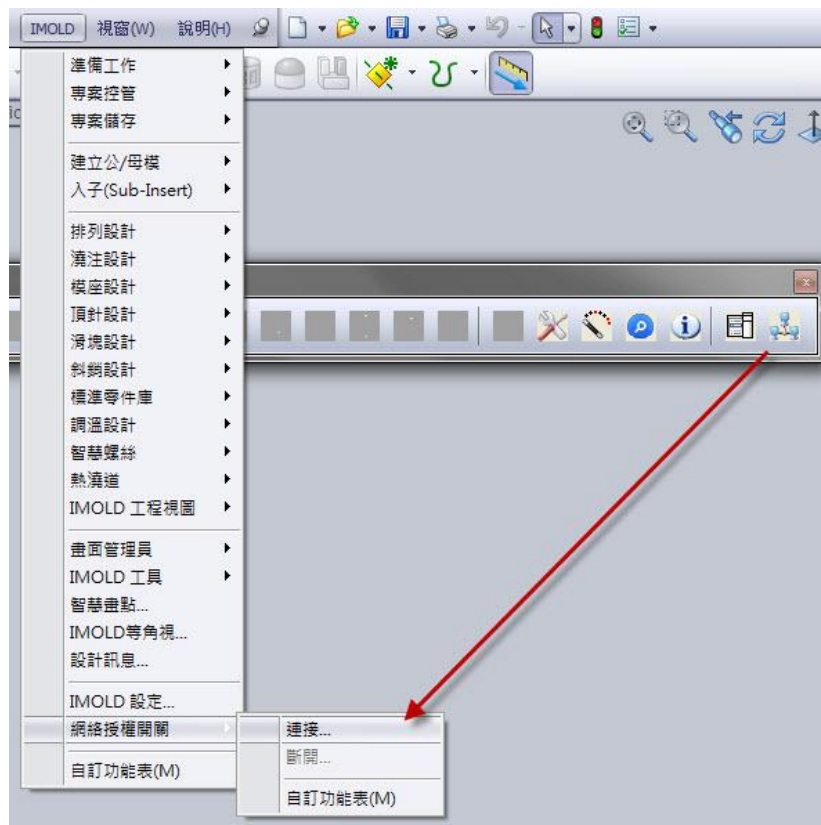 IMOLD 視窗(W) 說明(H)
準備工作
專案控管
專案儲存
建立公/母模
入子(Sub-Insert)
排列設計
澆注設計
模座設計
頂針設計
滑塊設計
斜銷設計
標準零件庫
調溫設計
智慧螺絲
熱澆道
IMOLD 工程視圖
畫面管理員
IMOLD 工具
智慧畫點...
IMOLD等角視...
設計訊息...
IMOLD 設定...
網絡授權開關
自訂功能表(M)
連接...
斷開...
自訂功能表(M)